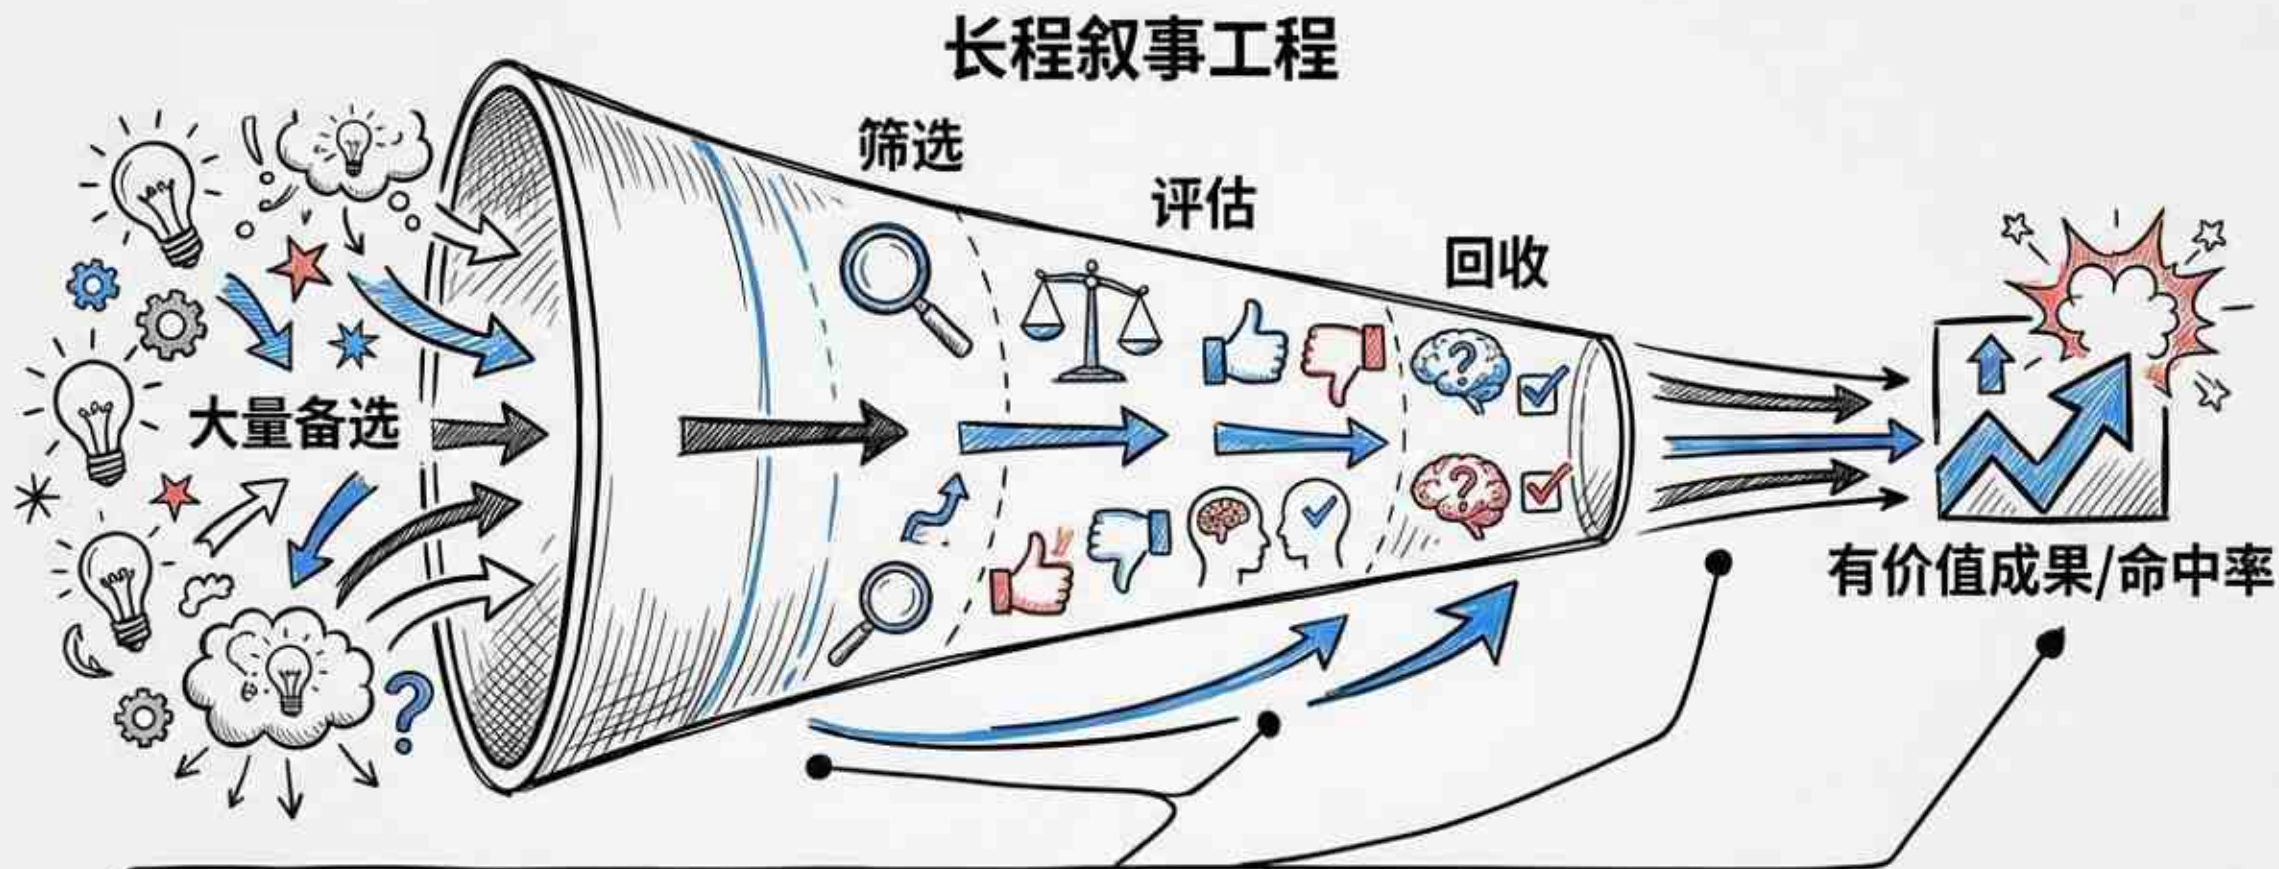 长程叙事工程
筛选
评估
回收
大量备选
有价值成果/命中率